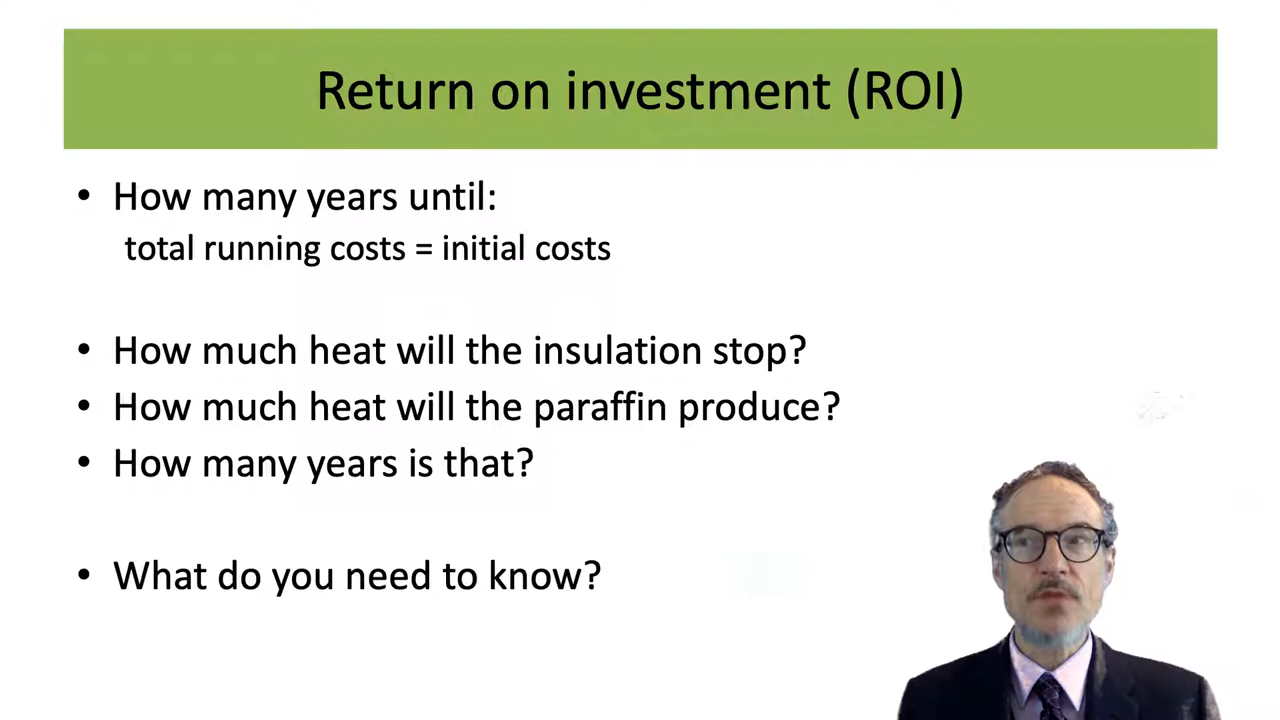 Return on investment (ROI)
• How many years until:
total running costs = initial costs
• How much heat will the insulation stop?
• How much heat will the paraffin produce?
• How many years is that?
• What do you need to know?